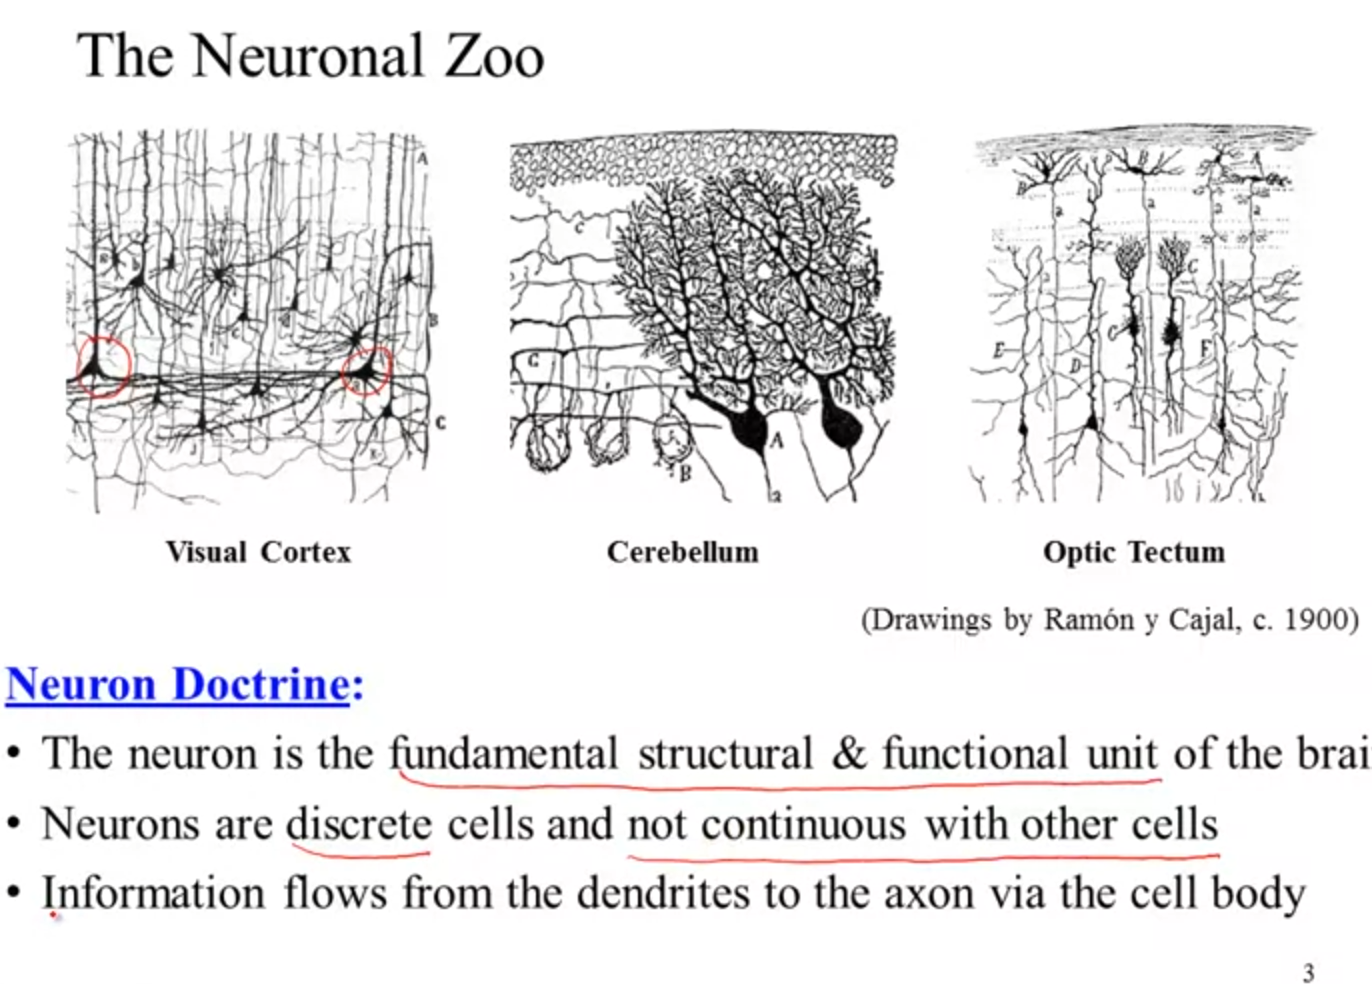 The Neuronal Zoo
Visual Cortex
Cerebellum
Optic Tectum
(Drawings by Ramón y Cajal, c. 1900)
Neuron Doctrine:
• The neuron is the fundamental structural & functional unit of the brai
• Neurons are discrete cells and not continuous with other cells
• Information flows from the dendrites to the axon via the cell body
3